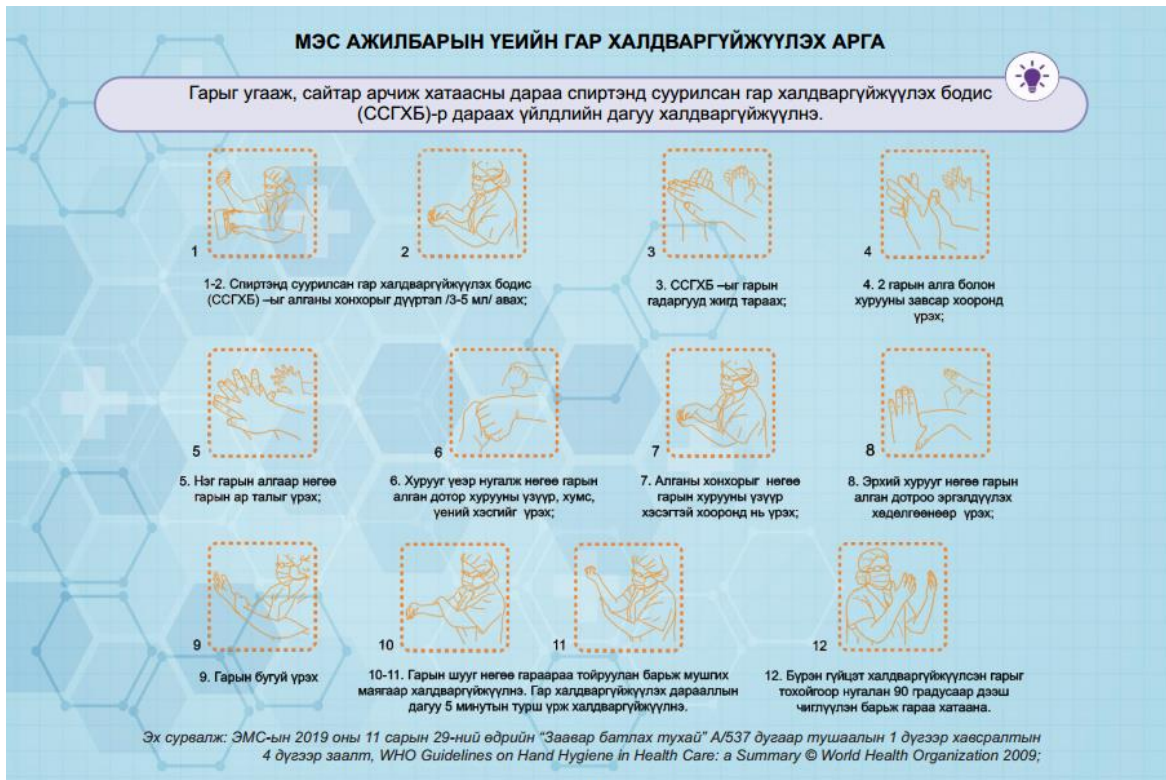 МЭС АЖИЛБАРЫН ҮЕИЙН ГАР ХАЛДВАРГҮЙЖҮҮЛЭХ АРГА
Гарыг угааж, сайтар арчиж хатаасны дараа спиртэнд суурилсан гар халдваргүйжүүлэх бодис
(ССГХБ)-р дараах үйлдлийн дагуу халдваргүйжүүлнэ.
1
2
1-2. Спиртэнд суурилсан гар халдваргүйжүүлэх бодис
(ССГХБ) –ыг алганы хонхорыг дүүртэл /3-5 мл/ авах;
3
3. ССГХБ –ыг гарын
гадаргууд жигд тараах;
4
4. 2 гарын алга болон
хурууны завсар хооронд
үрэх;
5
5. Нэг гарын алгаар нөгөө
гарын ар талыг үрэх;
6
6. Хурууг үеэр нугалж нөгөө гарын
алган дотор хурууны үзүүр, хумс,
үений хэсгийг үрэх;
7
7. Алганы хонхорыг нөгөө
гарын хурууны үзүүр
хэсэгтэй хооронд нь үрэх;
8
8. Эрхий хурууг нөгөө гарын
алган дотроо эргэлдүүлэх
хөдөлгөөнөөр үрэх;
9
9. Гарын бугуй үрэх
10
11
10-11. Гарын шууг нөгөө гараараа тойруулан барьж мушгих
маягаар халдваргүйжүүлнэ. Гар халдваргүйжүүлэх дарааллын
дагуу 5 минутын турш үрж халдваргүйжүүлнэ.
12
12. Бүрэн гүйцэт халдваргүйжүүлсэн гарыг
тохойгоор нугалан 90 градусаар дээш
чиглүүлэн барьж гараа хатаана.
Эх сурвалж: ЭМС-ын 2019 оны 11 сарын 29-ний өдрийн “Заавар батлах тухай” А/537 дугаар тушаалын 1 дүгээр хавсралтын
4 дүгээр заалт, WHO Guidelines on Hand Hygiene in Health Care: a Summary © World Health Organization 2009;